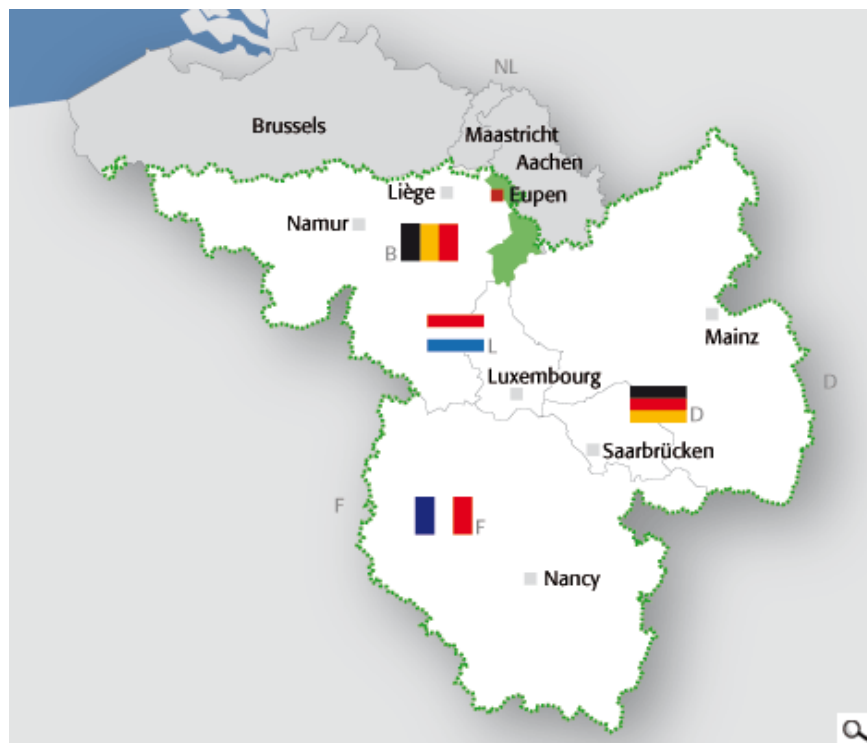 NL
Brussels
Maastricht
Aachen
Liège
Eupen
Namur
B
Mainz
L
Luxembourg
D
D
Saarbrücken
F
F
Nancy